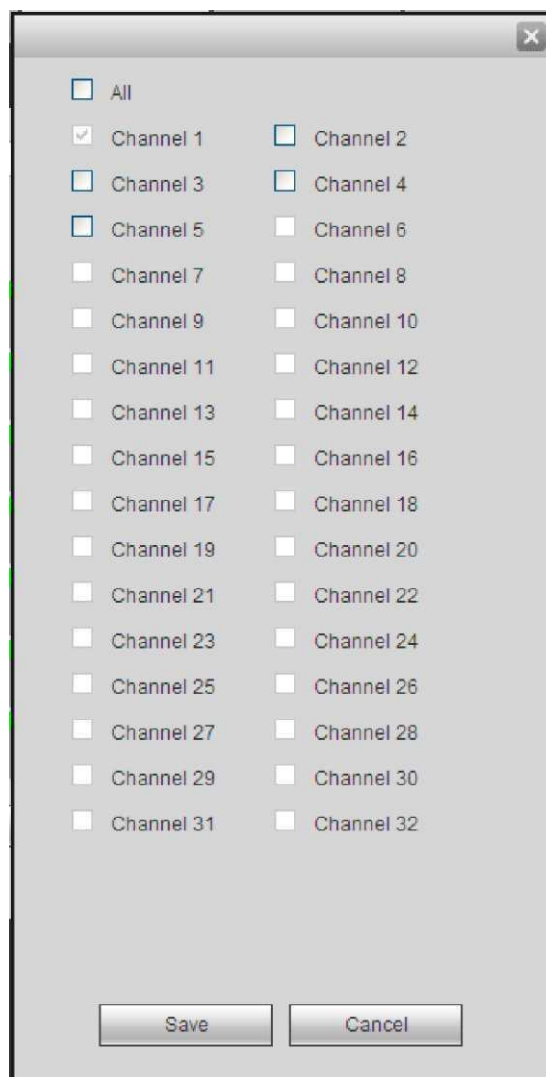 All
Channel 1 Channel 2
Channel 3 Channel 4
Channel 5 Channel 6
Channel 7 Channel 8
Channel 9 Channel 10
Channel 11 Channel 12
Channel 13 Channel 14
Channel 15 Channel 16
Channel 17 Channel 18
Channel 19 Channel 20
Channel 21 Channel 22
Channel 23 Channel 24
Channel 25 Channel 26
Channel 27 Channel 28
Channel 29 Channel 30
Channel 31 Channel 32
Save Cancel